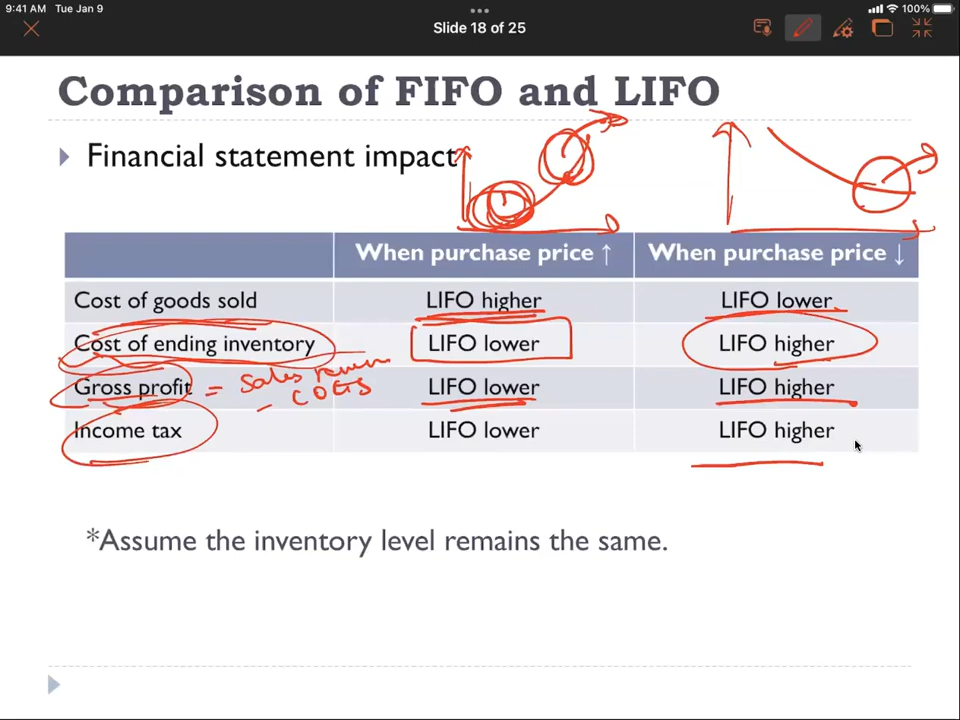 9:41 AM Tue Jan 9
100%
Slide 18 of 25
Comparison of FIFO and LIFO
Financial statement impact
When purchase price ↑ When purchase price ↓
Cost of goods sold LIFO higher LIFO lower
Cost of ending inventory LIFO lower LIFO higher
Gross profit = Sales revenue LIFO lower LIFO higher
- COGS
Income tax LIFO lower LIFO higher
*Assume the inventory level remains the same.